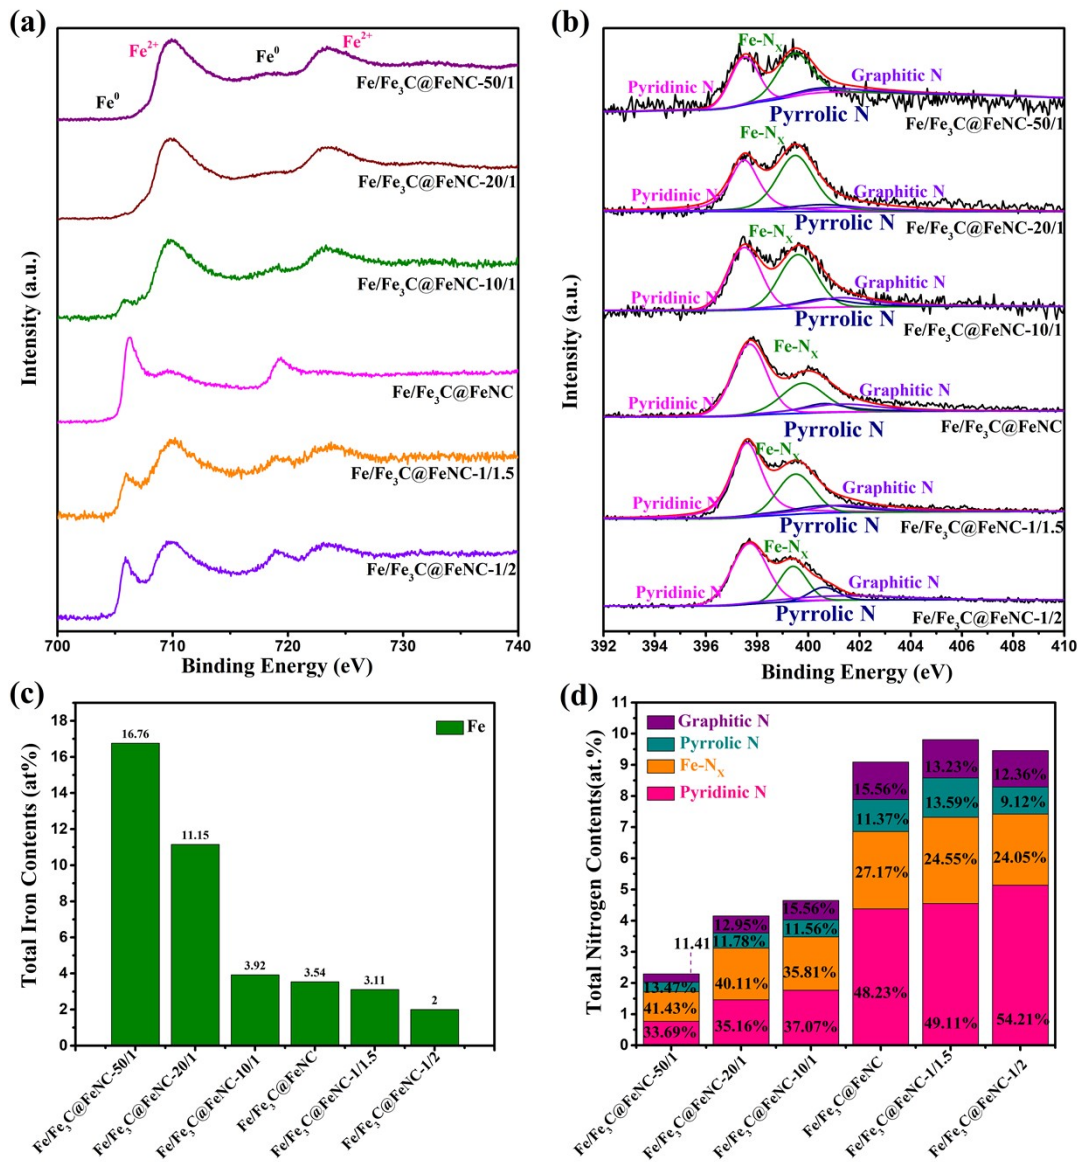 (a)
Fe⁰
Fe²⁺
Fe⁰
Fe²⁺
Fe/Fe₃C@FeNC-50/1
Fe/Fe₃C@FeNC-20/1
Fe/Fe₃C@FeNC-10/1
Fe/Fe₃C@FeNC
Fe/Fe₃C@FeNC-1/1.5
Fe/Fe₃C@FeNC-1/2
Intensity (a.u.)
700 710 720 730 740
Binding Energy (eV)
(b)
Fe-Nₓ
Pyridinic N
Graphitic N
Pyrrolic N
Fe/Fe₃C@FeNC-50/1
Fe-Nₓ
Pyridinic N
Graphitic N
Pyrrolic N
Fe/Fe₃C@FeNC-20/1
Fe-Nₓ
Pyridinic N
Graphitic N
Pyrrolic N
Fe/Fe₃C@FeNC-10/1
Fe-Nₓ
Pyridinic N
Graphitic N
Pyrrolic N
Fe/Fe₃C@FeNC
Fe-Nₓ
Pyridinic N
Graphitic N
Pyrrolic N
Fe/Fe₃C@FeNC-1/1.5
Fe-Nₓ
Pyridinic N
Graphitic N
Pyrrolic N
Fe/Fe₃C@FeNC-1/2
Intensity (a.u.)
392 394 396 398 400 402 404 406 408 410
Binding Energy (eV)
(c)
Total Iron Contents (at%)
18
16
14
12
10
8
6
4
2
0
Fe
16.76
11.15
3.92
3.54
3.11
2
Fe/Fe₃C@FeNC-50/1
Fe/Fe₃C@FeNC-20/1
Fe/Fe₃C@FeNC-10/1
Fe/Fe₃C@FeNC
Fe/Fe₃C@FeNC-1/1.5
Fe/Fe₃C@FeNC-1/2
(d)
Total Nitrogen Contents(at.%)
11
10
9
8
7
6
5
4
3
2
1
0
Graphitic N
Pyrrolic N
Fe-Nₓ
Pyridinic N
11.41
13.47%
41.43%
33.69%
12.95%
11.78%
40.11%
35.16%
15.56%
11.56%
35.81%
37.07%
15.56%
11.37%
27.17%
48.23%
13.23%
13.59%
24.55%
49.11%
12.36%
9.12%
24.05%
54.21%
Fe/Fe₃C@FeNC-50/1
Fe/Fe₃C@FeNC-20/1
Fe/Fe₃C@FeNC-10/1
Fe/Fe₃C@FeNC
Fe/Fe₃C@FeNC-1/1.5
Fe/Fe₃C@FeNC-1/2